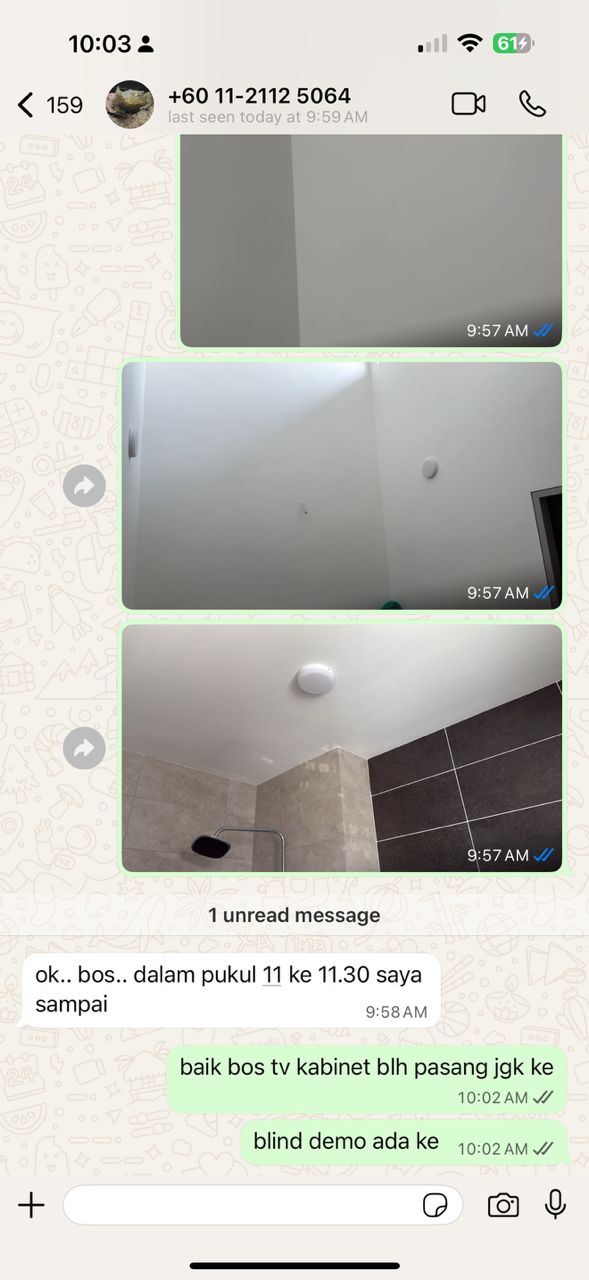 10:03
61
159
+60 11-2112 5064
last seen today at 9:59 AM
9:57 AM
9:57 AM
9:57 AM
1 unread message
ok.. bos.. dalam pukul 11 ke 11.30 saya
sampai
9:58 AM
baik bos tv kabinet blh pasang jgk ke
10:02 AM
blind demo ada ke
10:02 AM